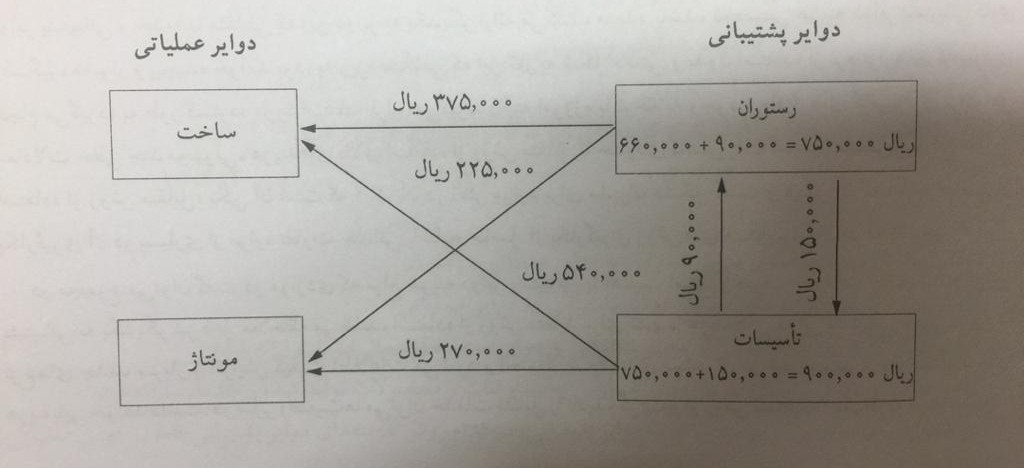 دوایر پشتیبانی
دوایر عملیاتی
رستوران
۶۶۰,۰۰۰ + ۹۰,۰۰۰ = ۷۵۰,۰۰۰ ریال
۳۷۵,۰۰۰ ریال
ساخت
۲۲۵,۰۰۰ ریال
۱۵۰,۰۰۰ ریال
۹۰,۰۰۰ ریال
۵۴۰,۰۰۰ ریال
تأسیسات
۷۵۰,۰۰۰+۱۵۰,۰۰۰ = ۹۰۰,۰۰۰ ریال
۲۷۰,۰۰۰ ریال
مونتاژ